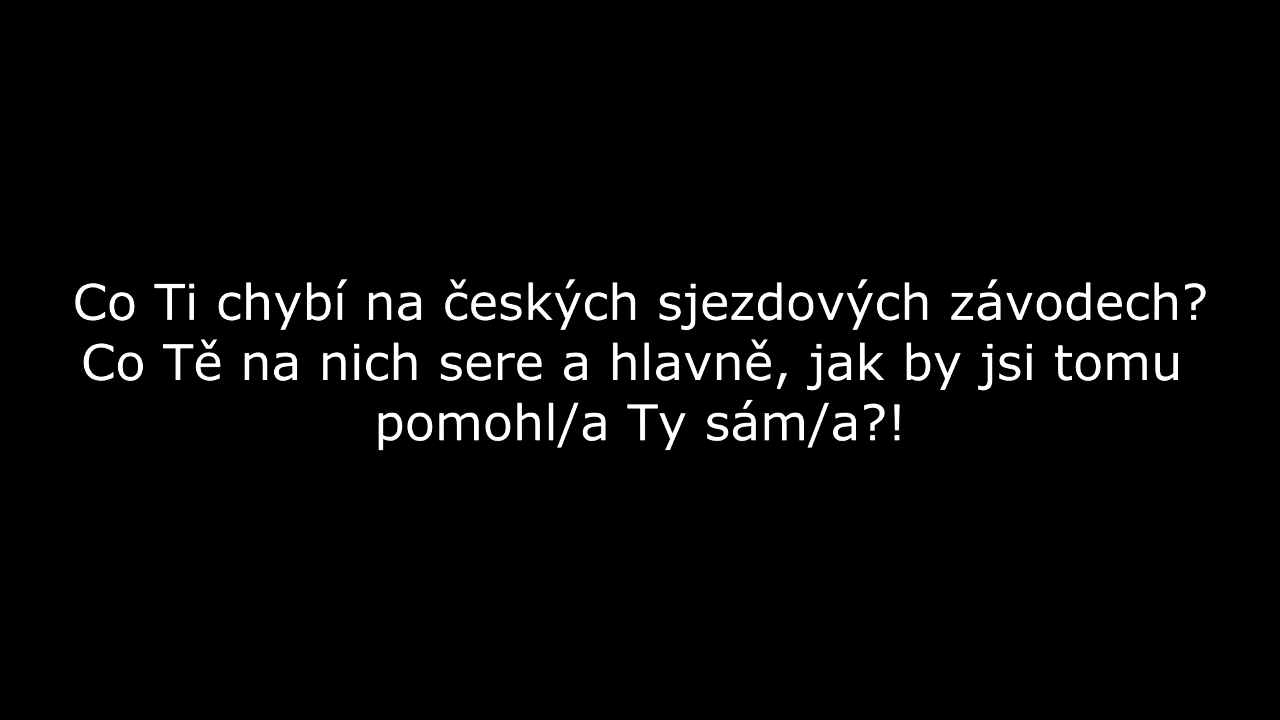 Co Ti chybí na českých sjezdových závodech?
Co Tě na nich sere a hlavně, jak by jsi tomu
pomohl/a Ty sám/a?!